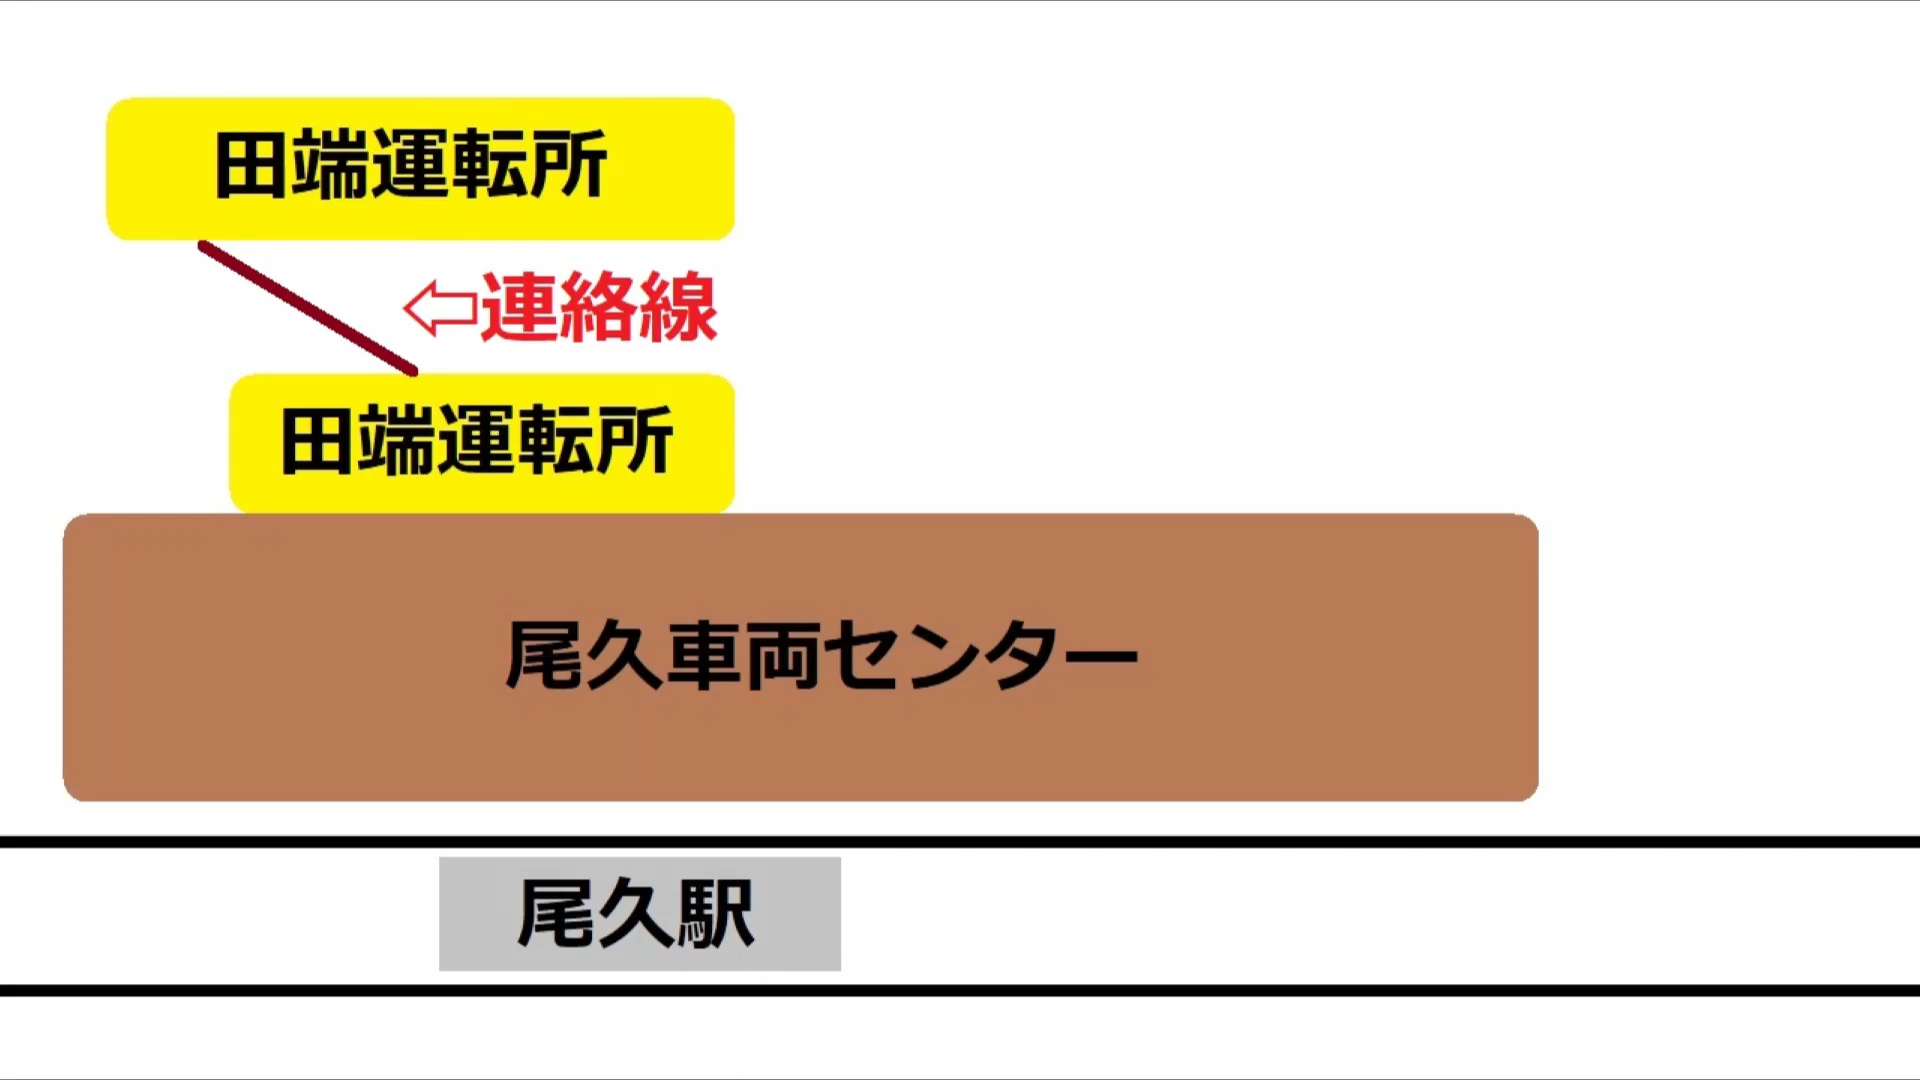 田端運転所
⇦連絡線
田端運転所
尾久車両センター
尾久駅